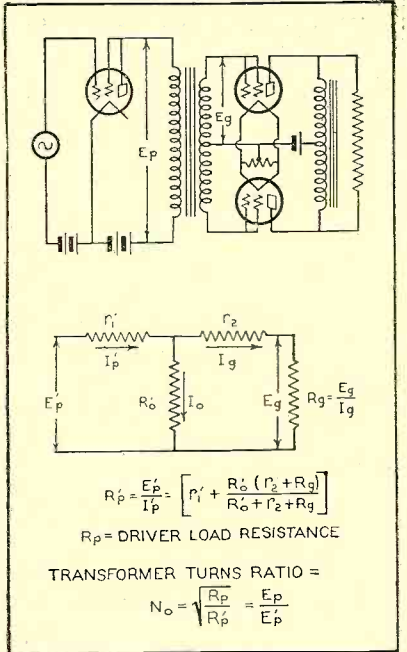 Ep
Eg
r₁'
r₂
I'p
Ig
E'p
R'o
Io
Eg
Rg = Eg/Ig
R'p = E'p/I'p = [r₁' + R'o (r₂ + Rg)/R'o + r₂ + Rg]
Rp = DRIVER LOAD RESISTANCE
TRANSFORMER TURNS RATIO =
No = √Rp/R'p = Ep/E'p